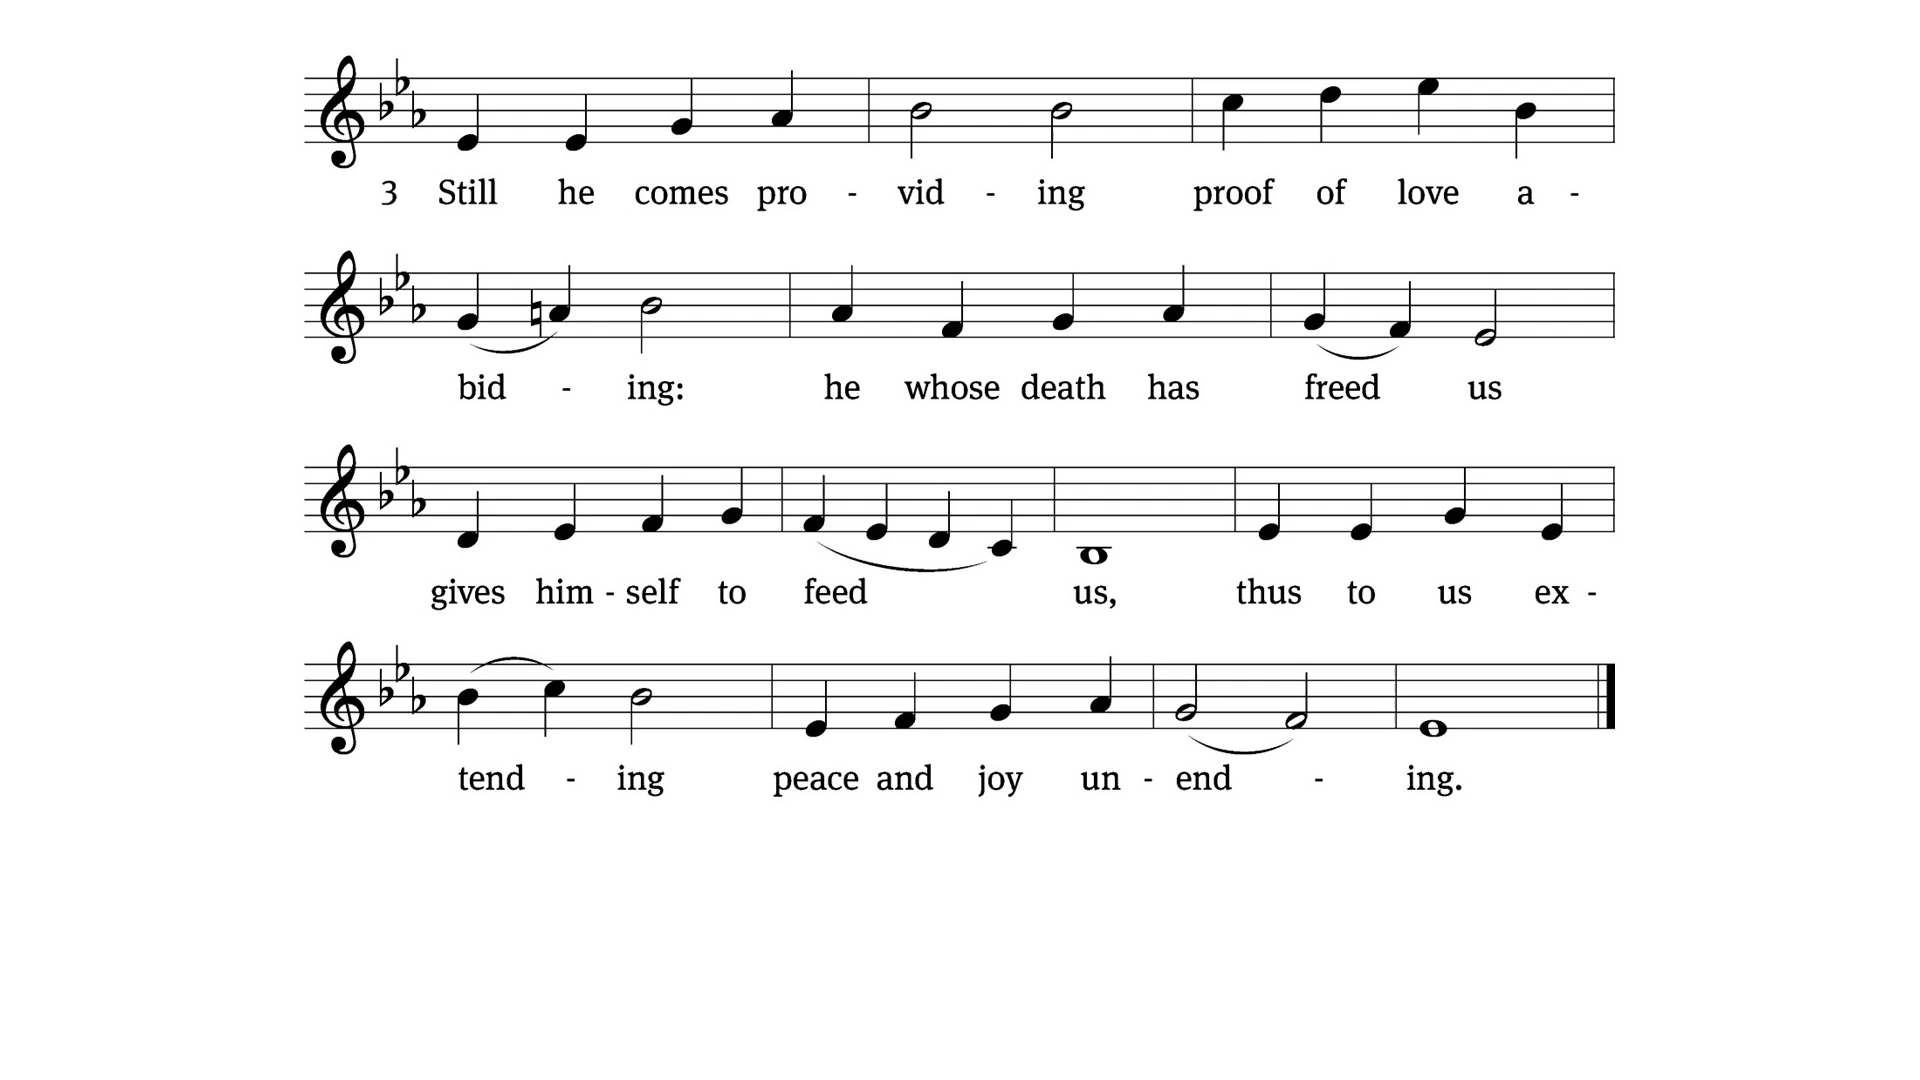 3 Still he comes pro - vid - ing proof of love a -
bid - ing: he whose death has freed us
gives him - self to feed us, thus to us ex -
tend - ing peace and joy un - end - ing.